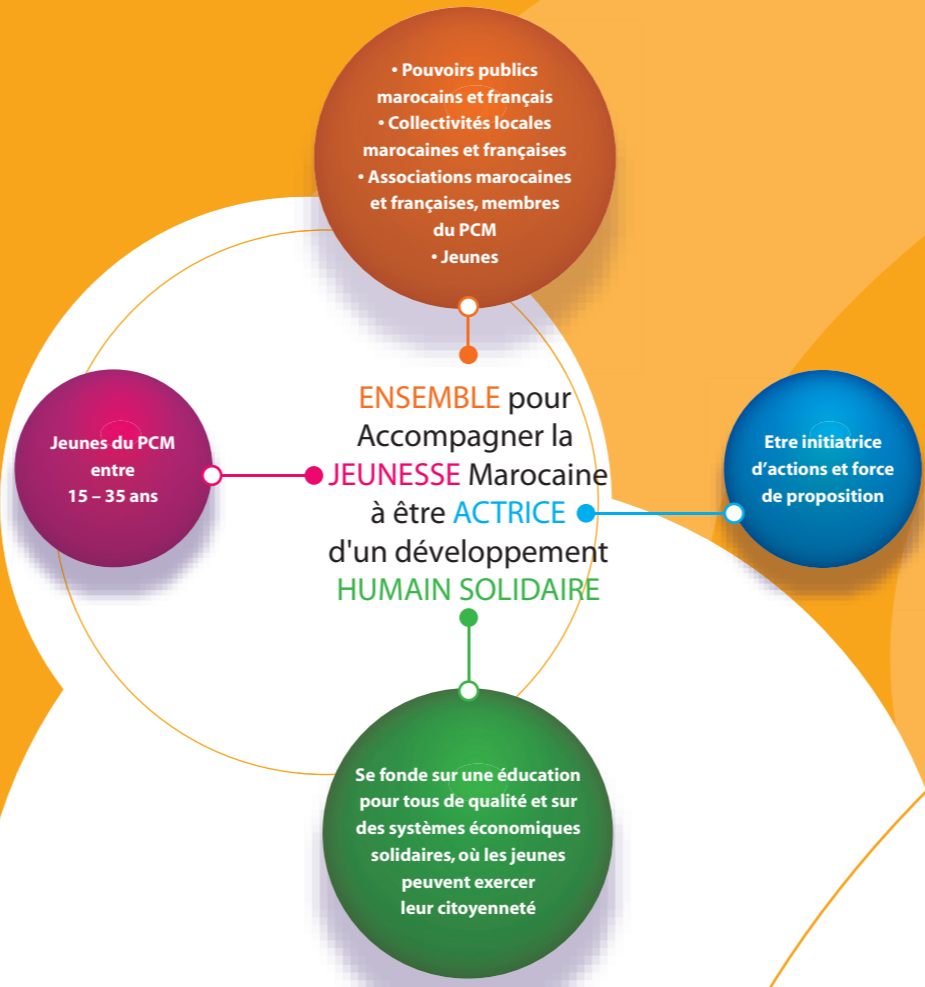 • Pouvoirs publics
marocains et français
• Collectivités locales
marocaines et françaises
• Associations marocaines
et françaises, membres
du PCM
• Jeunes
ENSEMBLE pour
Accompagner la
JEUNESSE Marocaine
à être ACTRICE
d'un développement
HUMAIN SOLIDAIRE
Jeunes du PCM
entre
15 – 35 ans
Etre initiatrice
d'actions et force
de proposition
Se fonde sur une éducation
pour tous de qualité et sur
des systèmes économiques
solidaires, où les jeunes
peuvent exercer
leur citoyenneté